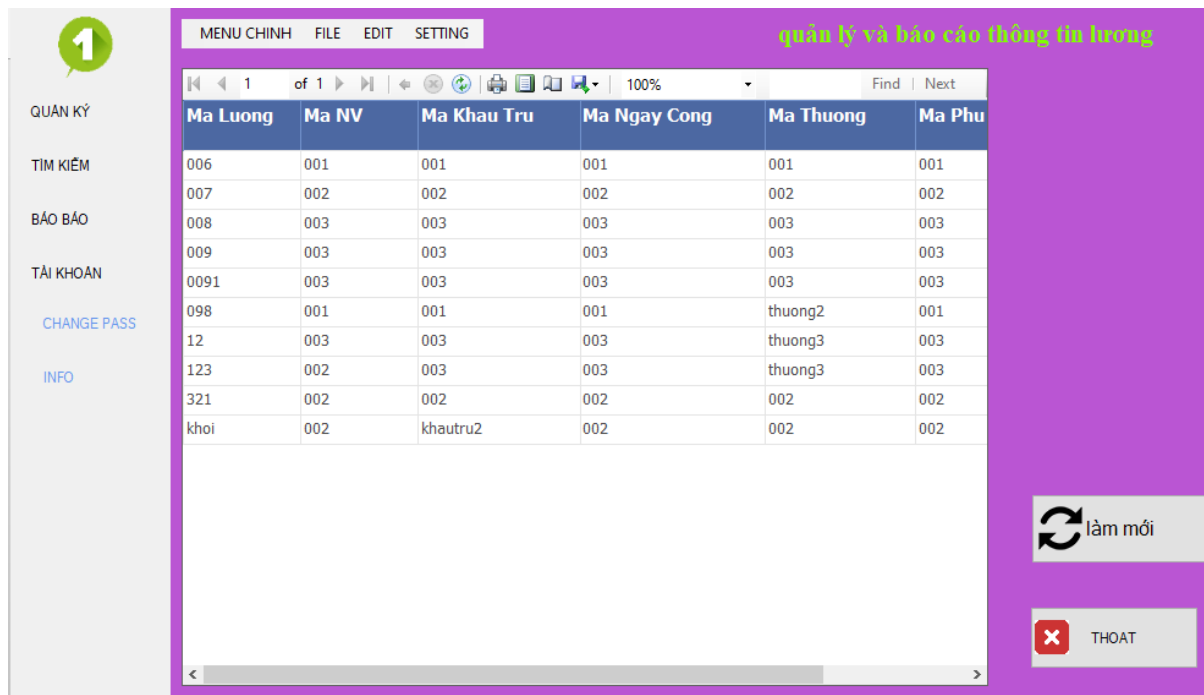 1
MENU CHINH FILE EDIT SETTING
quản lý và báo cáo thông tin lương
1 of 1 100% Find | Next
QUẢN KÝ
TÌM KIẾM
BÁO BÁO
TÀI KHOẢN
CHANGE PASS
INFO
Ma Luong Ma NV Ma Khau Tru Ma Ngay Cong Ma Thuong Ma Phu
006 001 001 001 001 001
007 002 002 002 002 002
008 003 003 003 003 003
009 003 003 003 003 003
0091 003 003 003 003 003
098 001 001 001 thuong2 001
12 003 003 003 thuong3 003
123 002 003 003 thuong3 003
321 002 002 002 002 002
khoi 002 khautru2 002 002 002
làm mới
THOAT